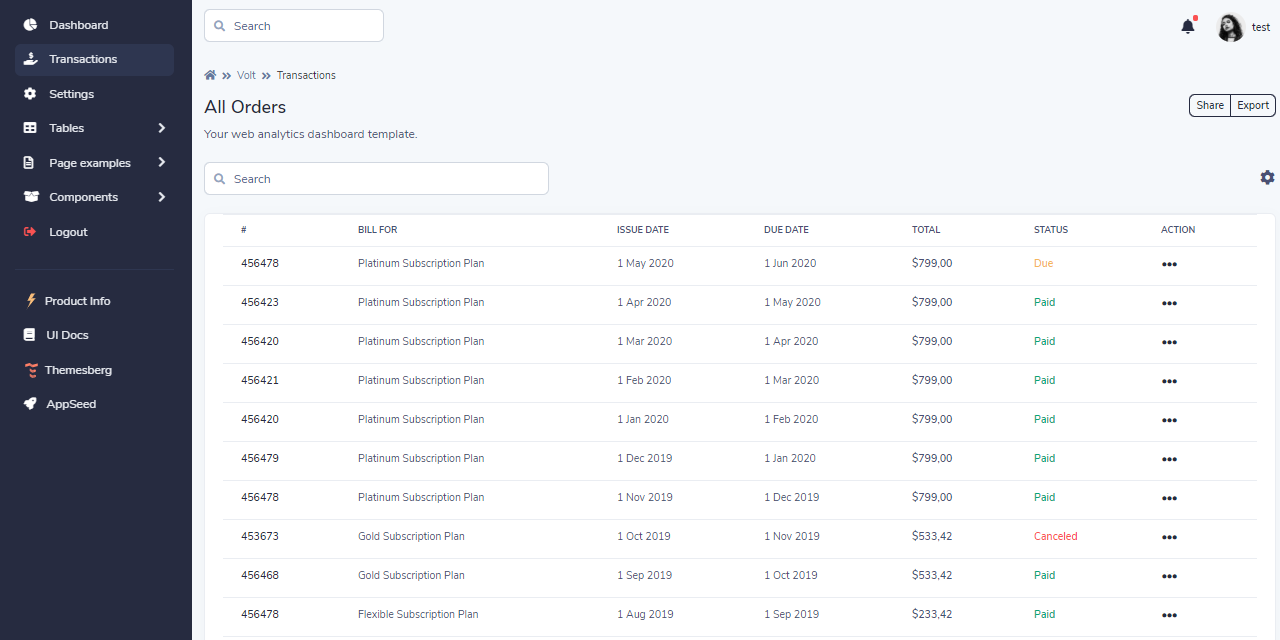 Dashboard
Transactions
Settings
Tables
Page examples
Components
Logout
Product Info
UI Docs
Themesberg
AppSeed
Search
test
Volt Transactions
All Orders
Share Export
Your web analytics dashboard template.
Search
# BILL FOR ISSUE DATE DUE DATE TOTAL STATUS ACTION
456478 Platinum Subscription Plan 1 May 2020 1 Jun 2020 $799,00 Due
456423 Platinum Subscription Plan 1 Apr 2020 1 May 2020 $799,00 Paid
456420 Platinum Subscription Plan 1 Mar 2020 1 Apr 2020 $799,00 Paid
456421 Platinum Subscription Plan 1 Feb 2020 1 Mar 2020 $799,00 Paid
456420 Platinum Subscription Plan 1 Jan 2020 1 Feb 2020 $799,00 Paid
456479 Platinum Subscription Plan 1 Dec 2019 1 Jan 2020 $799,00 Paid
456478 Platinum Subscription Plan 1 Nov 2019 1 Dec 2019 $799,00 Paid
453673 Gold Subscription Plan 1 Oct 2019 1 Nov 2019 $533,42 Canceled
456468 Gold Subscription Plan 1 Sep 2019 1 Oct 2019 $533,42 Paid
456478 Flexible Subscription Plan 1 Aug 2019 1 Sep 2019 $233,42 Paid